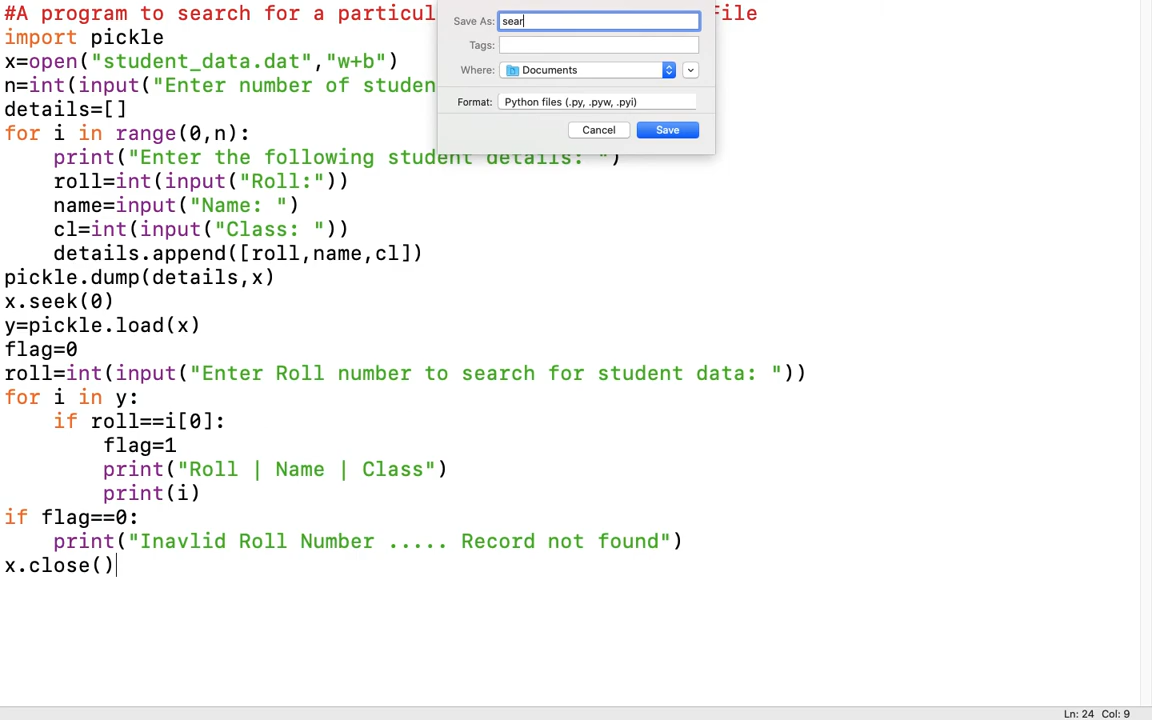 #A program to search for a particul
File
import pickle
x=open("student_data.dat","w+b")
n=int(input("Enter number of studen
details=[]
for i in range(0,n):
print("Enter the following student details: ")
roll=int(input("Roll:"))
name=input("Name: ")
cl=int(input("Class: "))
details.append([roll,name,cl])
pickle.dump(details,x)
x.seek(0)
y=pickle.load(x)
flag=0
roll=int(input("Enter Roll number to search for student data: "))
for i in y:
if roll==i[0]:
flag=1
print("Roll | Name | Class")
print(i)
if flag==0:
print("Inavlid Roll Number ..... Record not found")
x.close()
Save As: sear
Tags:
Where: Documents
Format: Python files (.py, .pyw, .pyi)
Cancel Save
Ln: 24 Col: 9